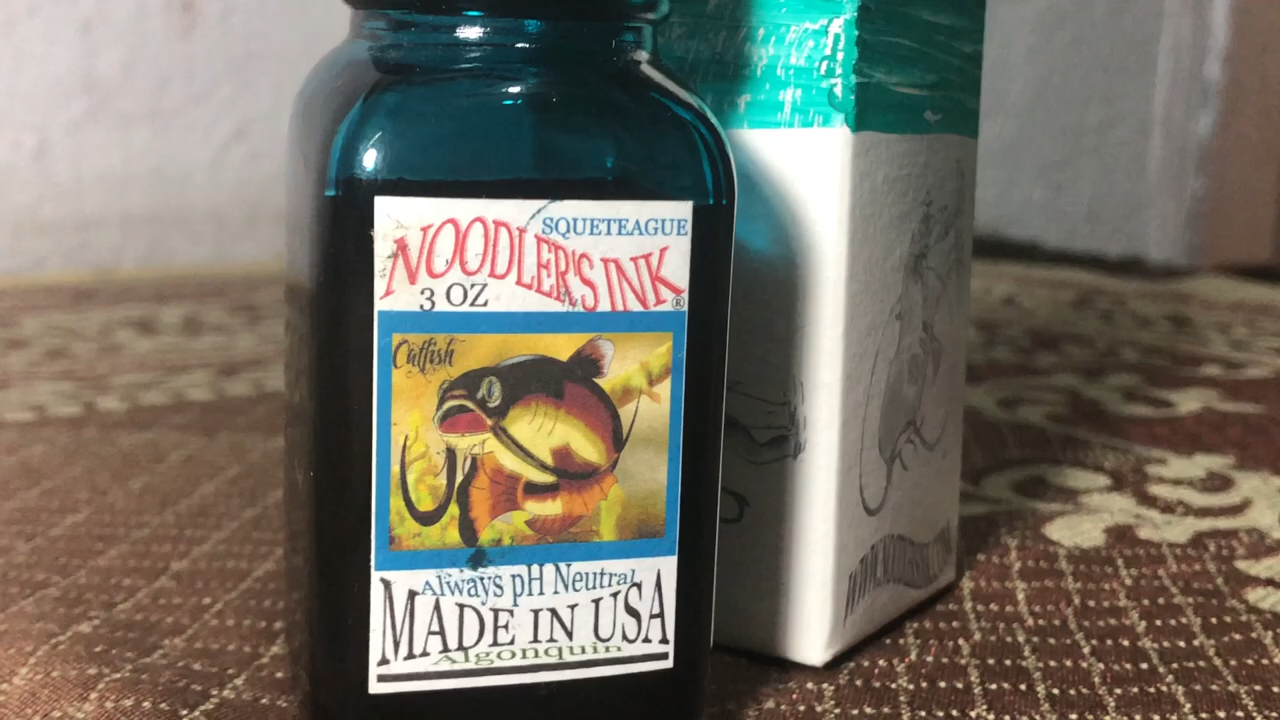 SQUETEAGUE
NOODLER'S INK®
3 OZ
Catfish
Always pH Neutral
MADE IN USA
Algonquin